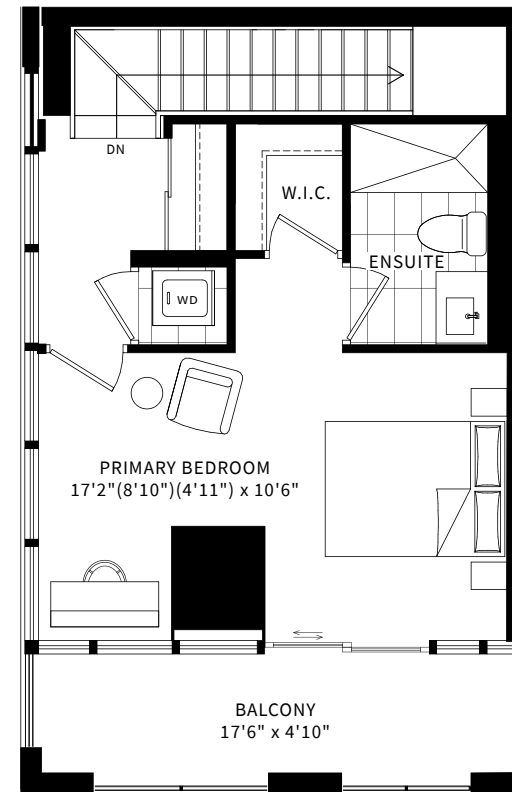 DN
W.I.C.
ENSUITE
WD
PRIMARY BEDROOM
17'2"(8'10")(4'11") x 10'6"
BALCONY
17'6" x 4'10"